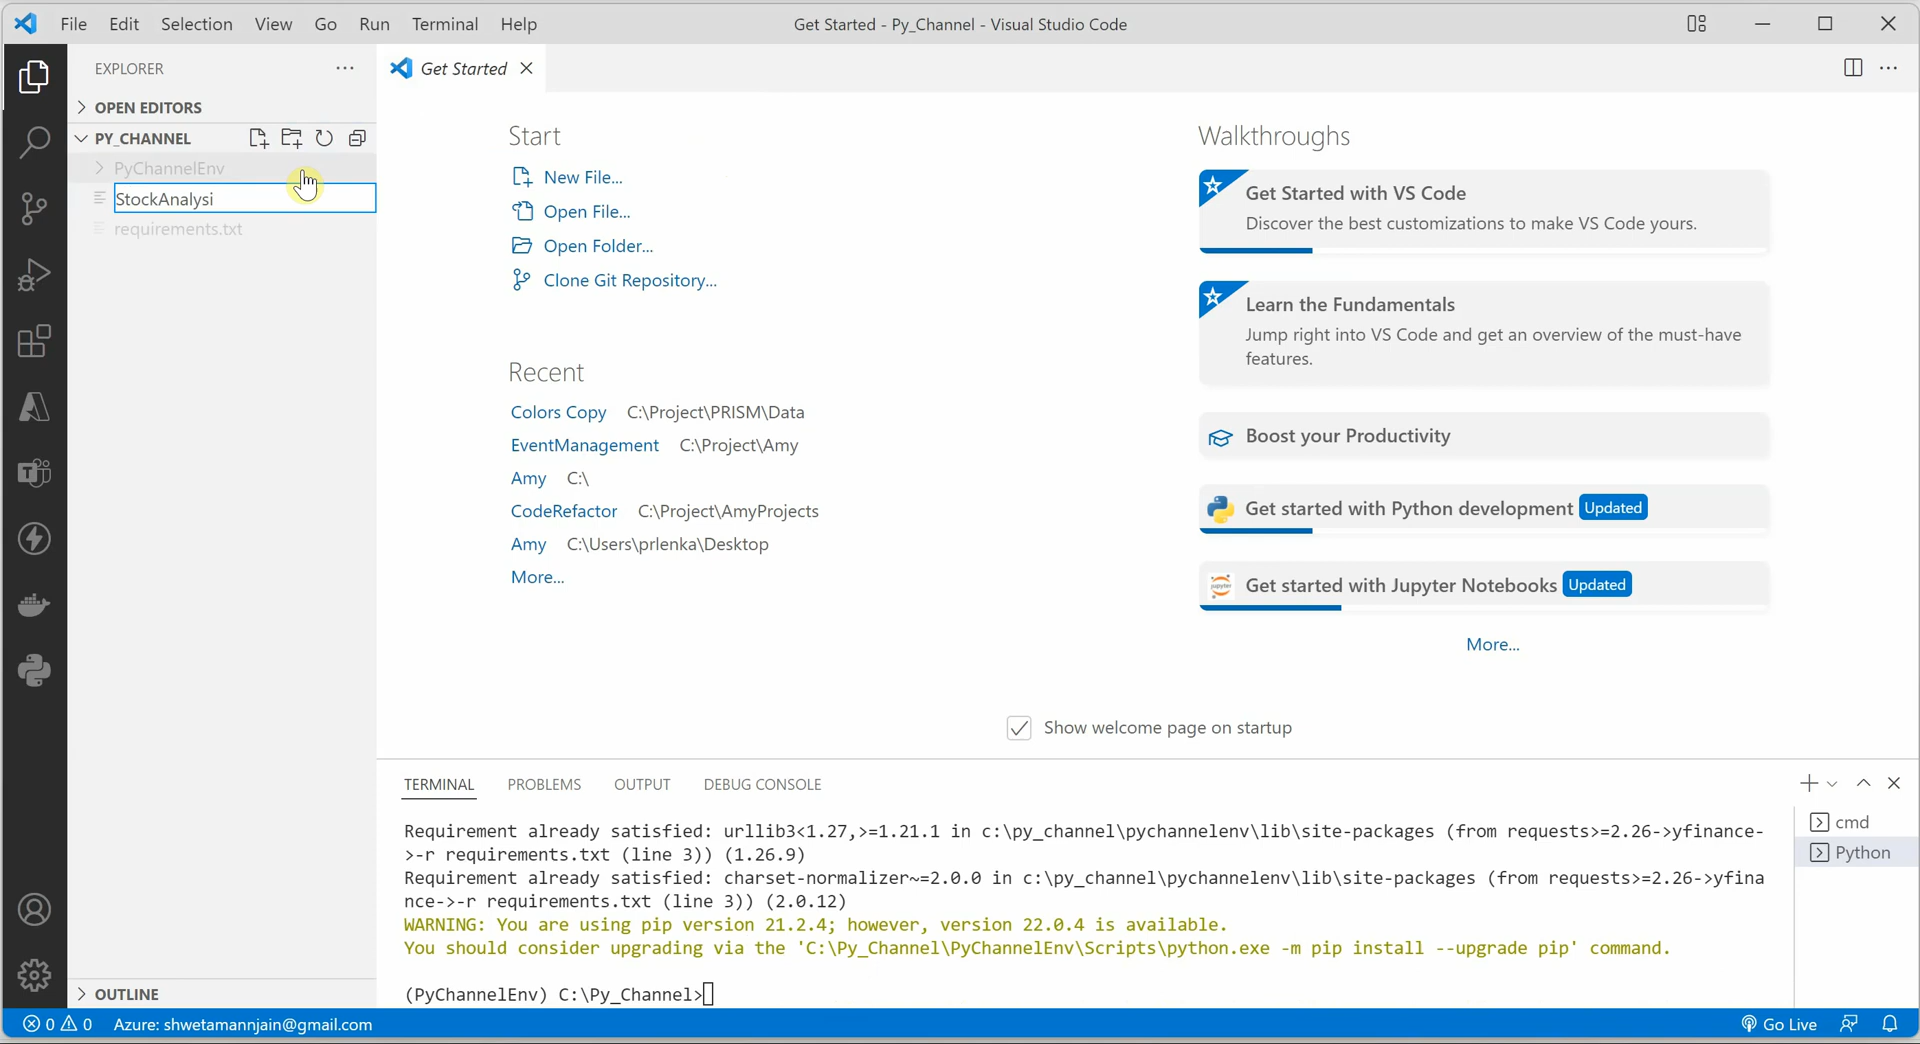 File Edit Selection View Go Run Terminal Help
Get Started - Py_Channel - Visual Studio Code
EXPLORER
OPEN EDITORS
PY_CHANNEL
PyChannelEnv
StockAnalysi
requirements.txt
OUTLINE
Get Started
Start
New File...
Open File...
Open Folder...
Clone Git Repository...
Recent
Colors Copy C:\Project\PRISM\Data
EventManagement C:\Project\Amy
Amy C:\
CodeRefactor C:\Project\AmyProjects
Amy C:\Users\prlenka\Desktop
More...
Walkthroughs
Get Started with VS Code
Discover the best customizations to make VS Code yours.
Learn the Fundamentals
Jump right into VS Code and get an overview of the must-have
features.
Boost your Productivity
Get started with Python development Updated
jupyter
Get started with Jupyter Notebooks Updated
More...
Show welcome page on startup
TERMINAL PROBLEMS OUTPUT DEBUG CONSOLE
Requirement already satisfied: urllib3<1.27,>=1.21.1 in c:\py_channel\pychannelenv\lib\site-packages (from requests>=2.26->yfinance-
>-r requirements.txt (line 3)) (1.26.9)
Requirement already satisfied: charset-normalizer~=2.0.0 in c:\py_channel\pychannelenv\lib\site-packages (from requests>=2.26->yfina
nce->-r requirements.txt (line 3)) (2.0.12)
WARNING: You are using pip version 21.2.4; however, version 22.0.4 is available.
You should consider upgrading via the 'C:\Py_Channel\PyChannelEnv\Scripts\python.exe -m pip install --upgrade pip' command.
(PyChannelEnv) C:\Py_Channel>
cmd
Python
0 0 Azure: shwetamannjain@gmail.com
Go Live